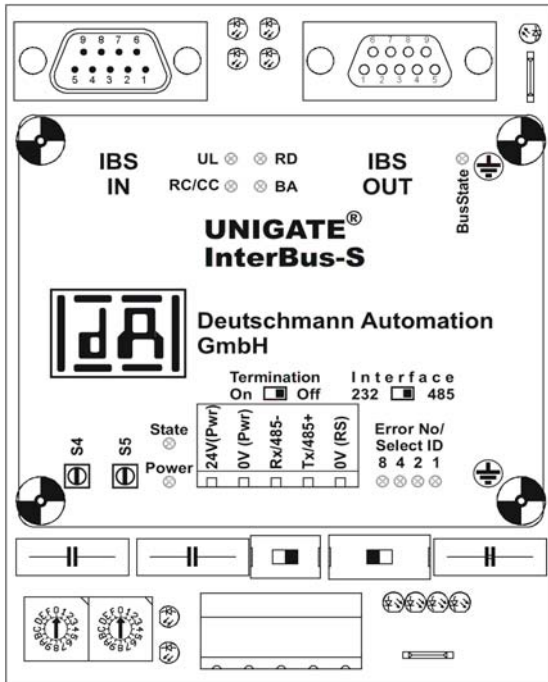 9 8 7 6
5 4 3 2 1
6 7 8 9
1 2 3 4 5
IBS
IN
UL
RD
RC/CC
BA
IBS
OUT
BusState
UNIGATE®
InterBus-S
dA
Deutschmann Automation
GmbH
Termination
On Off
Interface
232 485
State
Power
S4
S5
24V(Pwr)
0V (Pwr)
Rx/485-
Tx/485+
0V (RS)
Error No/
Select ID
8 4 2 1
0123456789ABCDEF
0123456789ABCDEF